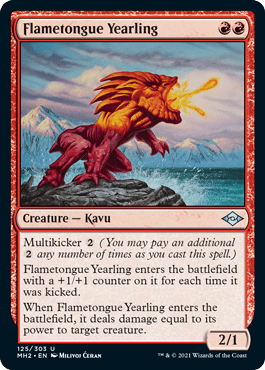 Flametongue Yearling
Creature — Kavu
Multikicker 2 (You may pay an additional
2 any number of times as you cast this spell.)
Flametongue Yearling enters the battlefield
with a +1/+1 counter on it for each time it
was kicked.
When Flametongue Yearling enters the
battlefield, it deals damage equal to its
power to target creature.
2/1
125/303 U
MH2 • EN MILIVOJ ĆERAN
™ & © 2021 Wizards of the Coast